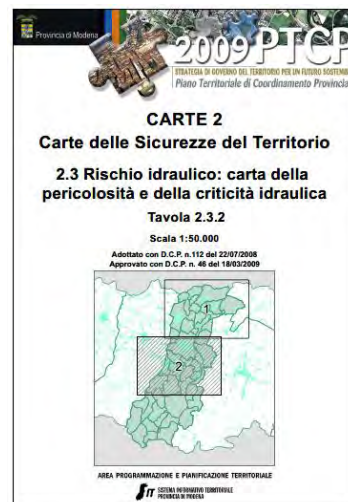 Provincia di Modena
2009 PTCP
STRATEGIA DI GOVERNO DEL TERRITORIO PER UN FUTURO SOSTENIB
Piano Territoriale di Coordinamento Provincia
CARTE 2
Carte delle Sicurezze del Territorio
2.3 Rischio idraulico: carta della
pericolosità e della criticità idraulica
Tavola 2.3.2
Scala 1:50.000
Adottato con D.C.P. n.112 del 22/07/2008
Approvato con D.C.P. n. 46 del 18/03/2009
1
2
AREA PROGRAMMAZIONE E PIANIFICAZIONE TERRITORIALE
SIT SISTEMA INFORMATIVO TERRITORIALE
PROVINCIA DI MODENA